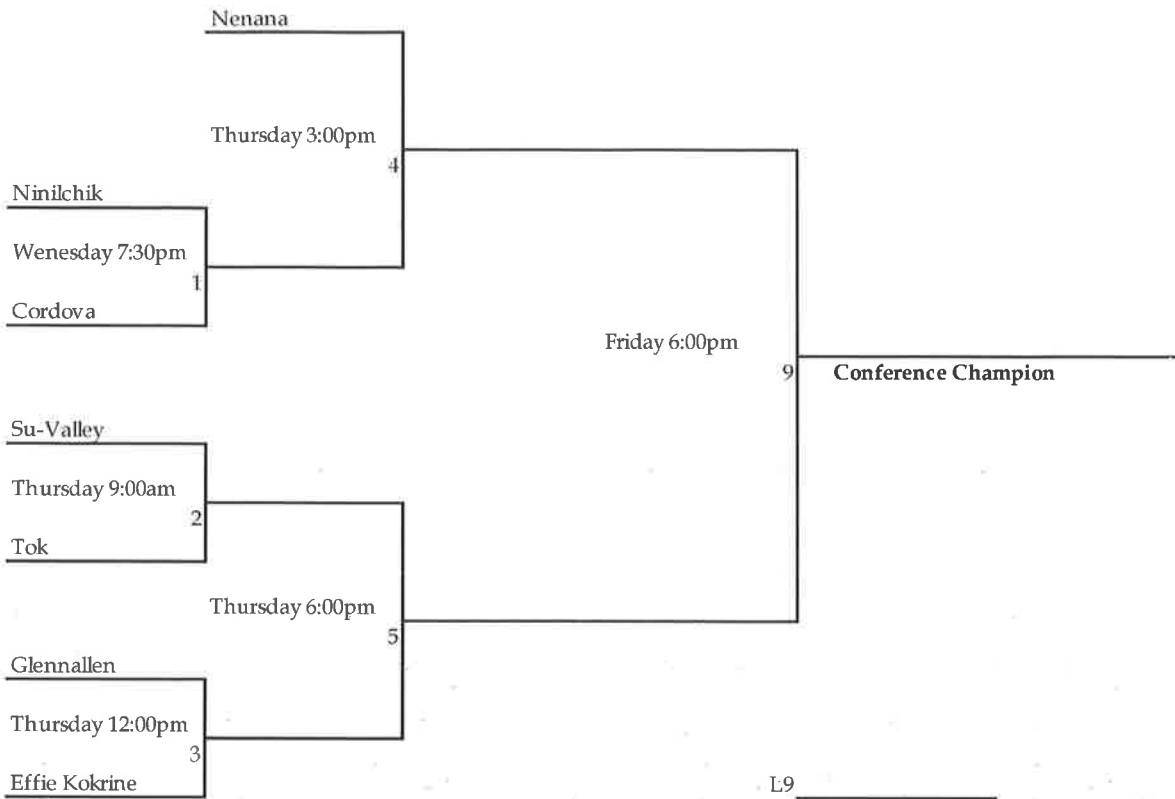 Nenana
Thursday 3:00pm
4
Ninilchik
Wenesday 7:30pm
1
Cordova
Friday 6:00pm
9
Conference Champion
Su-Valley
Thursday 9:00am
2
Tok
Thursday 6:00pm
5
Glennallen
Thursday 12:00pm
3
Effie Kokrine
L9